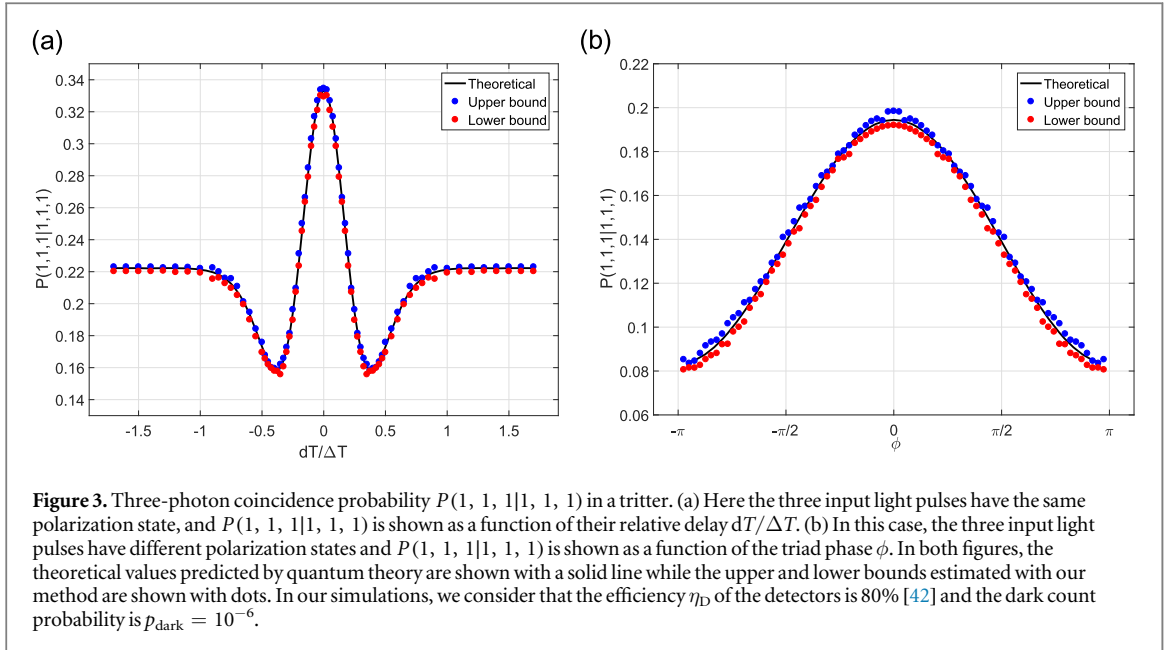 (a)
P(1,1,1|1,1,1)
0.34
0.32
0.3
0.28
0.26
0.24
0.22
0.2
0.18
0.16
0.14
-1.5
-1
-0.5
0
0.5
1
1.5
dT/ΔT
Theoretical
Upper bound
Lower bound
(b)
P(1,1,1|1,1,1)
0.22
0.2
0.18
0.16
0.14
0.12
0.1
0.08
0.06
-π
-π/2
0
π/2
π
ϕ
Theoretical
Upper bound
Lower bound
Figure 3. Three-photon coincidence probability P(1, 1, 1|1, 1, 1) in a tritter. (a) Here the three input light pulses have the same
polarization state, and P(1, 1, 1|1, 1, 1) is shown as a function of their relative delay dT/ΔT. (b) In this case, the three input light
pulses have different polarization states and P(1, 1, 1|1, 1, 1) is shown as a function of the triad phase ϕ. In both figures, the
theoretical values predicted by quantum theory are shown with a solid line while the upper and lower bounds estimated with our
method are shown with dots. In our simulations, we consider that the efficiency η_D of the detectors is 80% [42] and the dark count
probability is p_dark = 10⁻⁶.